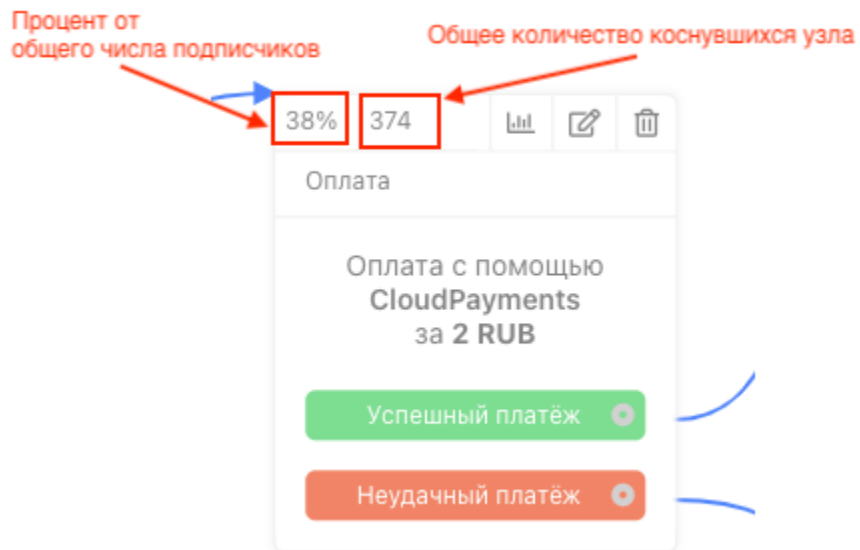 Процент от
общего числа подписчиков
Общее количество коснувшихся узла
38% 374
Оплата
Оплата с помощью
CloudPayments
за 2 RUB
Успешный платёж
Неудачный платёж